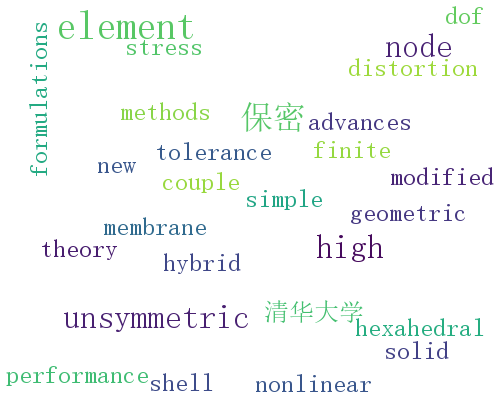 element
dof
stress
node
formulations
distortion
methods
保密
advances
new
tolerance
finite
couple
modified
simple
membrane
geometric
theory
hybrid
high
unsymmetric
清华大学
hexahedral
solid
performance
shell
nonlinear